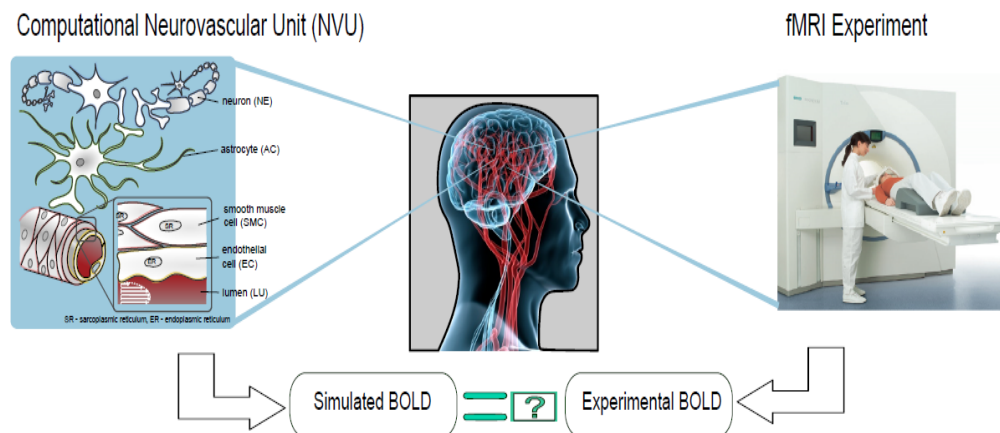 Computational Neurovascular Unit (NVU)
fMRI Experiment
neuron (NE)
astrocyte (AC)
smooth muscle
cell (SMC)
endothelial
cell (EC)
lumen (LU)
SR
SR
ER
SR - sarcoplasmic reticulum, ER - endoplasmic reticulum
Simulated BOLD
?
Experimental BOLD